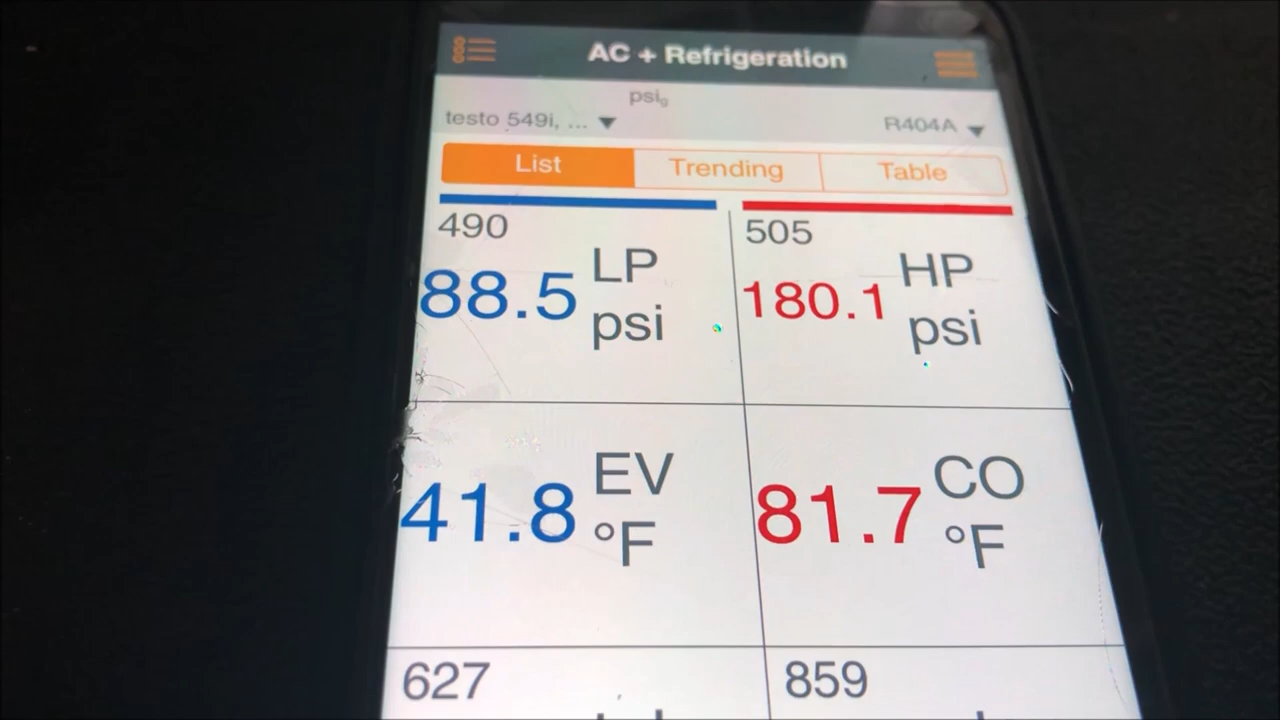 AC + Refrigeration
psig
testo 549i, ...
R404A
List
Trending
Table
490
88.5 LP psi
505
180.1 HP psi
41.8 EV °F
81.7 CO °F
627
859